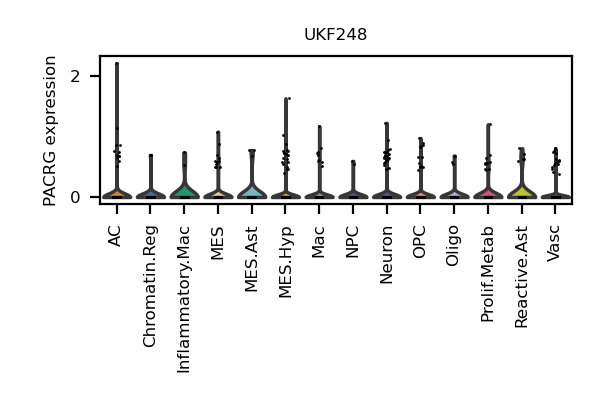 UKF248
PACRG expression
2
0
AC
Chromatin.Reg
Inflammatory.Mac
MES
MES.Ast
MES.Hyp
Mac
NPC
Neuron
OPC
Oligo
Prolif.Metab
Reactive.Ast
Vasc